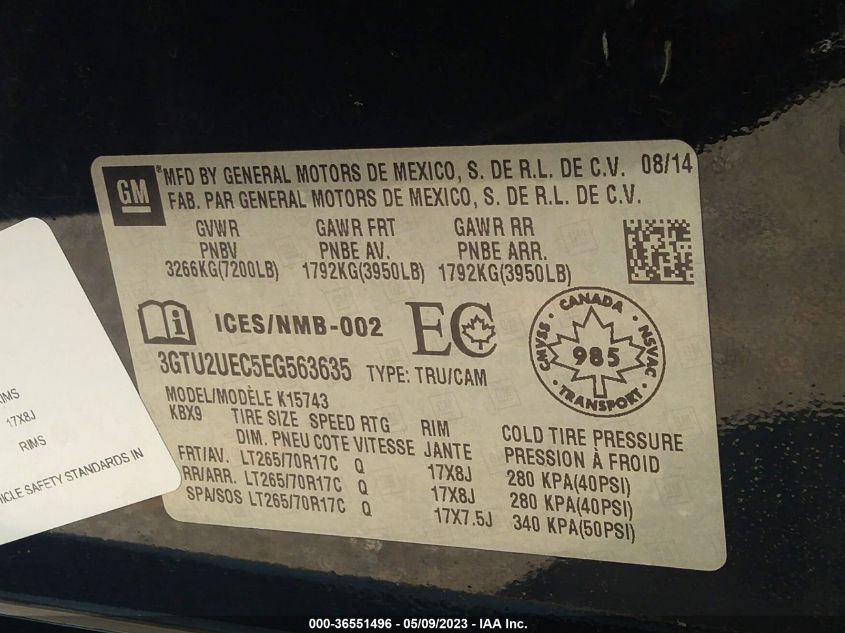 GM
MFD BY GENERAL MOTORS DE MEXICO, S. DE R.L. DE C.V. 08/14
FAB. PAR GENERAL MOTORS DE MEXICO, S. DE R.L. DE C.V.
GVWR GAWR FRT GAWR RR
PNBV PNBE AV. PNBE ARR.
3266KG(7200LB) 1792KG(3950LB) 1792KG(3950LB)
i ICES/NMB-002 EC
CANADA
CMVSS 985 NSVAC
TRANSPORT
3GTU2UEC5EG563635 TYPE: TRU/CAM
MODEL/MODÈLE K15743
KBX9 TIRE SIZE SPEED RTG RIM COLD TIRE PRESSURE
DIM. PNEU COTE VITESSE JANTE PRESSION À FROID
FRT/AV. LT265/70R17C Q 17X8J 280 KPA(40PSI)
RR/ARR. LT265/70R17C Q 17X8J 280 KPA(40PSI)
SPA/SOS LT265/70R17C Q 17X7.5J 340 KPA(50PSI)
RIMS
17X8J
RIMS
SAFETY STANDARDS IN
000-36551496 - 05/09/2023 - IAA Inc.